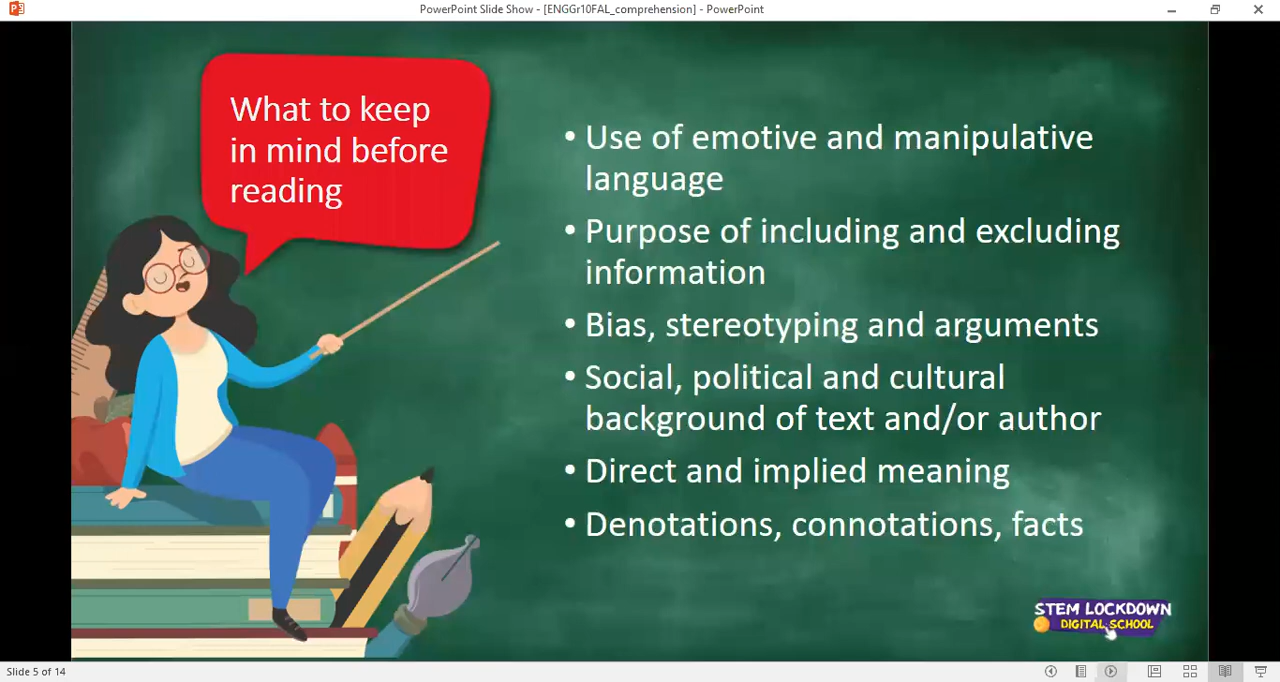 PowerPoint Slide Show - [ENGGr10FAL_comprehension] - PowerPoint
What to keep
in mind before
reading
• Use of emotive and manipulative
language
• Purpose of including and excluding
information
• Bias, stereotyping and arguments
• Social, political and cultural
background of text and/or author
• Direct and implied meaning
• Denotations, connotations, facts
STEM LOCKDOWN
DIGITAL SCHOOL
Slide 5 of 14